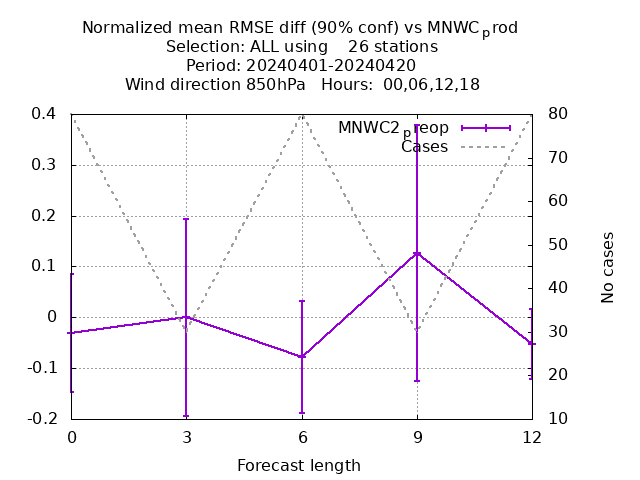 Normalized mean RMSE diff (90% conf) vs MNWC_prod
Selection: ALL using    26 stations
Period: 20240401-20240420
Wind direction 850hPa   Hours:  00,06,12,18
0.4
0.3
0.2
0.1
0
-0.1
-0.2
80
70
60
50
40
30
20
10
MNWC2_preop
Cases
No cases
0 3 6 9 12
Forecast length